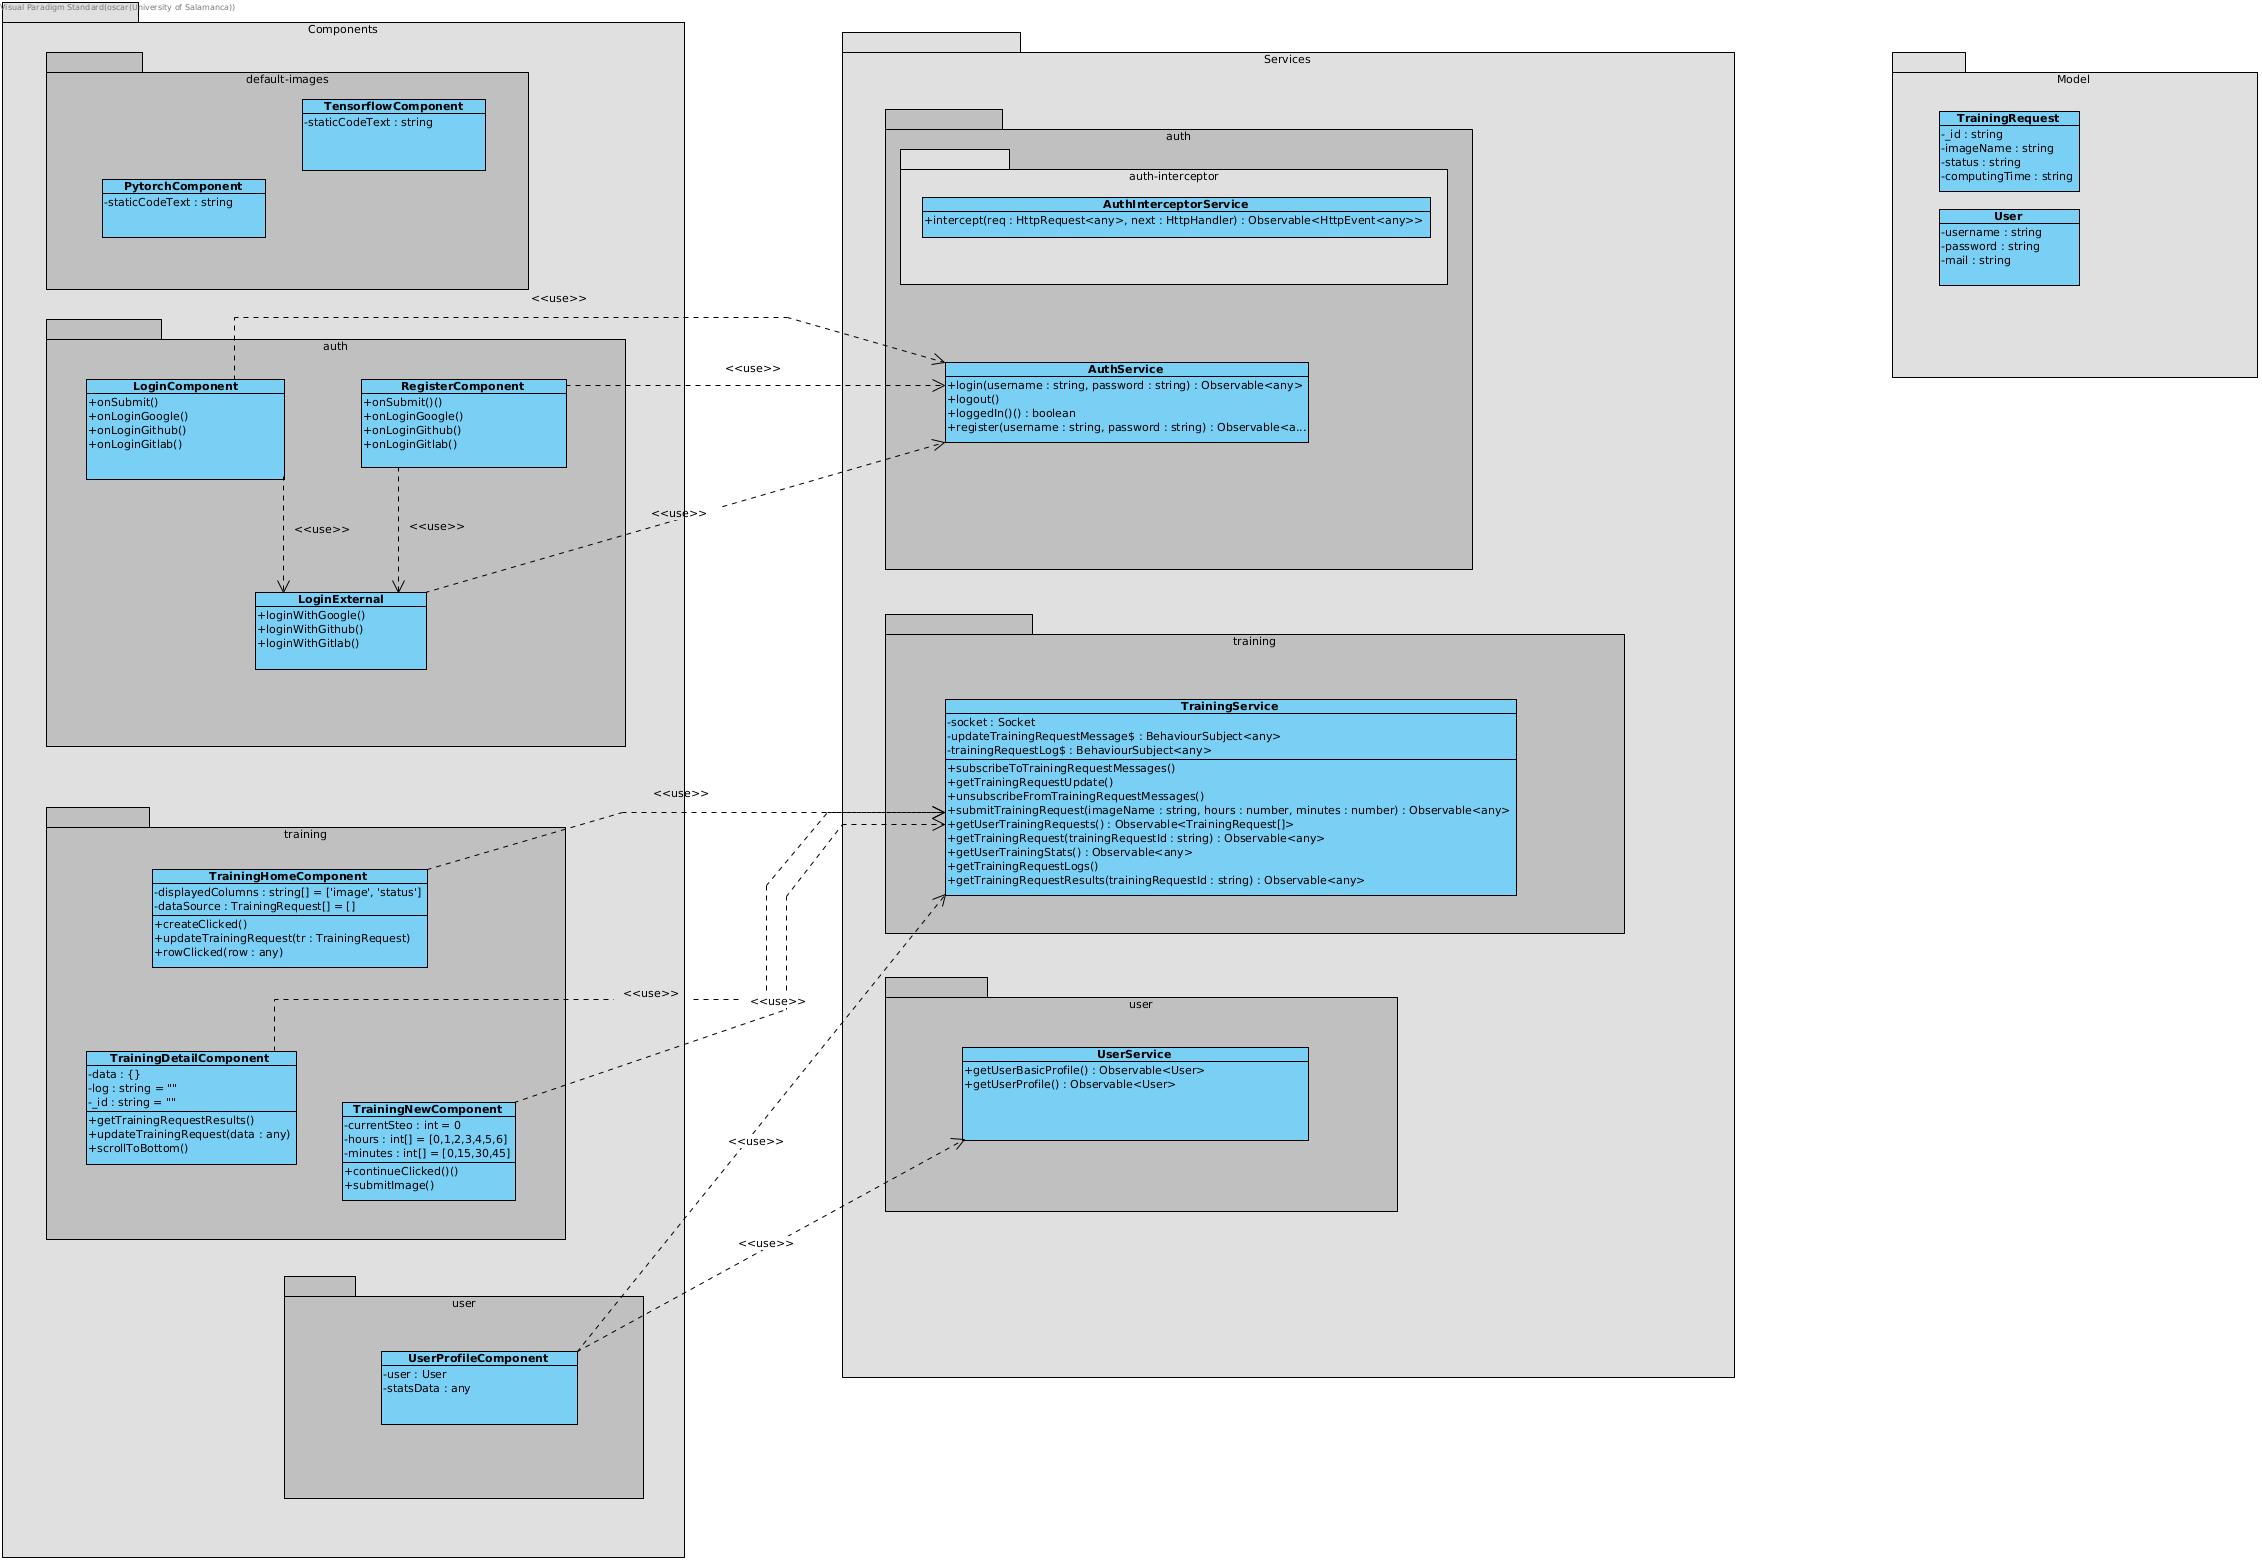 Visual Paradigm Standard(oscar(University of Salamanca))
Components
default-images
TensorflowComponent
-staticCodeText : string
PytorchComponent
-staticCodeText : string
<<use>>
auth
LoginComponent
+onSubmit()
+onLoginGoogle()
+onLoginGithub()
+onLoginGitlab()
RegisterComponent
+onSubmit()()
+onLoginGoogle()
+onLoginGithub()
+onLoginGitlab()
<<use>>
<<use>>
<<use>>
<<use>>
LoginExternal
+loginWithGoogle()
+loginWithGithub()
+loginWithGitlab()
training
<<use>>
TrainingHomeComponent
-displayedColumns : string[] = ['image', 'status']
-dataSource : TrainingRequest[] = []
+createClicked()
+updateTrainingRequest(tr : TrainingRequest)
+rowClicked(row : any)
<<use>>
<<use>>
TrainingDetailComponent
-data : {}
-log : string = ""
-_id : string = ""
+getTrainingRequestResults()
+updateTrainingRequest(data : any)
+scrollToBottom()
TrainingNewComponent
-currentSteo : int = 0
-hours : int[] = [0,1,2,3,4,5,6]
-minutes : int[] = [0,15,30,45]
+continueClicked()()
+submitImage()
<<use>>
<<use>>
user
UserProfileComponent
-user : User
-statsData : any
Services
auth
auth-interceptor
AuthInterceptorService
+intercept(req : HttpRequest<any>, next : HttpHandler) : Observable<HttpEvent<any>>
AuthService
+login(username : string, password : string) : Observable<any>
+logout()
+loggedIn()() : boolean
+register(username : string, password : string) : Observable<a...
training
TrainingService
-socket : Socket
-updateTrainingRequestMessage$ : BehaviourSubject<any>
-trainingRequestLog$ : BehaviourSubject<any>
+subscribeToTrainingRequestMessages()
+getTrainingRequestUpdate()
+unsubscribeFromTrainingRequestMessages()
+submitTrainingRequest(imageName : string, hours : number, minutes : number) : Observable<any>
+getUserTrainingRequests() : Observable<TrainingRequest[]>
+getTrainingRequest(trainingRequestId : string) : Observable<any>
+getUserTrainingStats() : Observable<any>
+getTrainingRequestLogs()
+getTrainingRequestResults(trainingRequestId : string) : Observable<any>
user
UserService
+getUserBasicProfile() : Observable<User>
+getUserProfile() : Observable<User>
Model
TrainingRequest
-_id : string
-imageName : string
-status : string
-computingTime : string
User
-username : string
-password : string
-mail : string